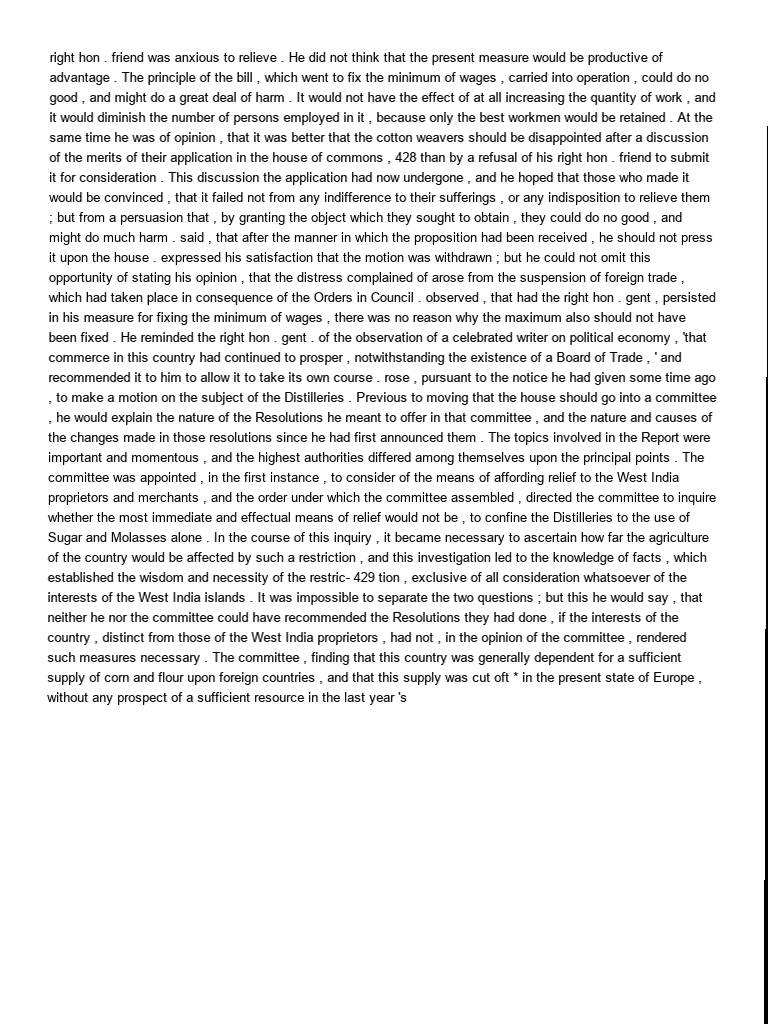 right hon . friend was anxious to relieve . He did not think that the present measure would be productive of
advantage . The principle of the bill , which went to fix the minimum of wages , carried into operation , could do no
good , and might do a great deal of harm . It would not have the effect of at all increasing the quantity of work , and
it would diminish the number of persons employed in it , because only the best workmen would be retained . At the
same time he was of opinion , that it was better that the cotton weavers should be disappointed after a discussion
of the merits of their application in the house of commons , 428 than by a refusal of his right hon . friend to submit
it for consideration . This discussion the application had now undergone , and he hoped that those who made it
would be convinced , that it failed not from any indifference to their sufferings , or any indisposition to relieve them
; but from a persuasion that , by granting the object which they sought to obtain , they could do no good , and
might do much harm . said , that after the manner in which the proposition had been received , he should not press
it upon the house . expressed his satisfaction that the motion was withdrawn ; but he could not omit this
opportunity of stating his opinion , that the distress complained of arose from the suspension of foreign trade ,
which had taken place in consequence of the Orders in Council . observed , that had the right hon . gent , persisted
in his measure for fixing the minimum of wages , there was no reason why the maximum also should not have
been fixed . He reminded the right hon . gent . of the observation of a celebrated writer on political economy , 'that
commerce in this country had continued to prosper , notwithstanding the existence of a Board of Trade , ' and
recommended it to him to allow it to take its own course . rose , pursuant to the notice he had given some time ago
, to make a motion on the subject of the Distilleries . Previous to moving that the house should go into a committee
, he would explain the nature of the Resolutions he meant to offer in that committee , and the nature and causes of
the changes made in those resolutions since he had first announced them . The topics involved in the Report were
important and momentous , and the highest authorities differed among themselves upon the principal points . The
committee was appointed , in the first instance , to consider of the means of affording relief to the West India
proprietors and merchants , and the order under which the committee assembled , directed the committee to inquire
whether the most immediate and effectual means of relief would not be , to confine the Distilleries to the use of
Sugar and Molasses alone . In the course of this inquiry , it became necessary to ascertain how far the agriculture
of the country would be affected by such a restriction , and this investigation led to the knowledge of facts , which
established the wisdom and necessity of the restric- 429 tion , exclusive of all consideration whatsoever of the
interests of the West India islands . It was impossible to separate the two questions ; but this he would say , that
neither he nor the committee could have recommended the Resolutions they had done , if the interests of the
country , distinct from those of the West India proprietors , had not , in the opinion of the committee , rendered
such measures necessary . The committee , finding that this country was generally dependent for a sufficient
supply of corn and flour upon foreign countries , and that this supply was cut oft * in the present state of Europe ,
without any prospect of a sufficient resource in the last year 's